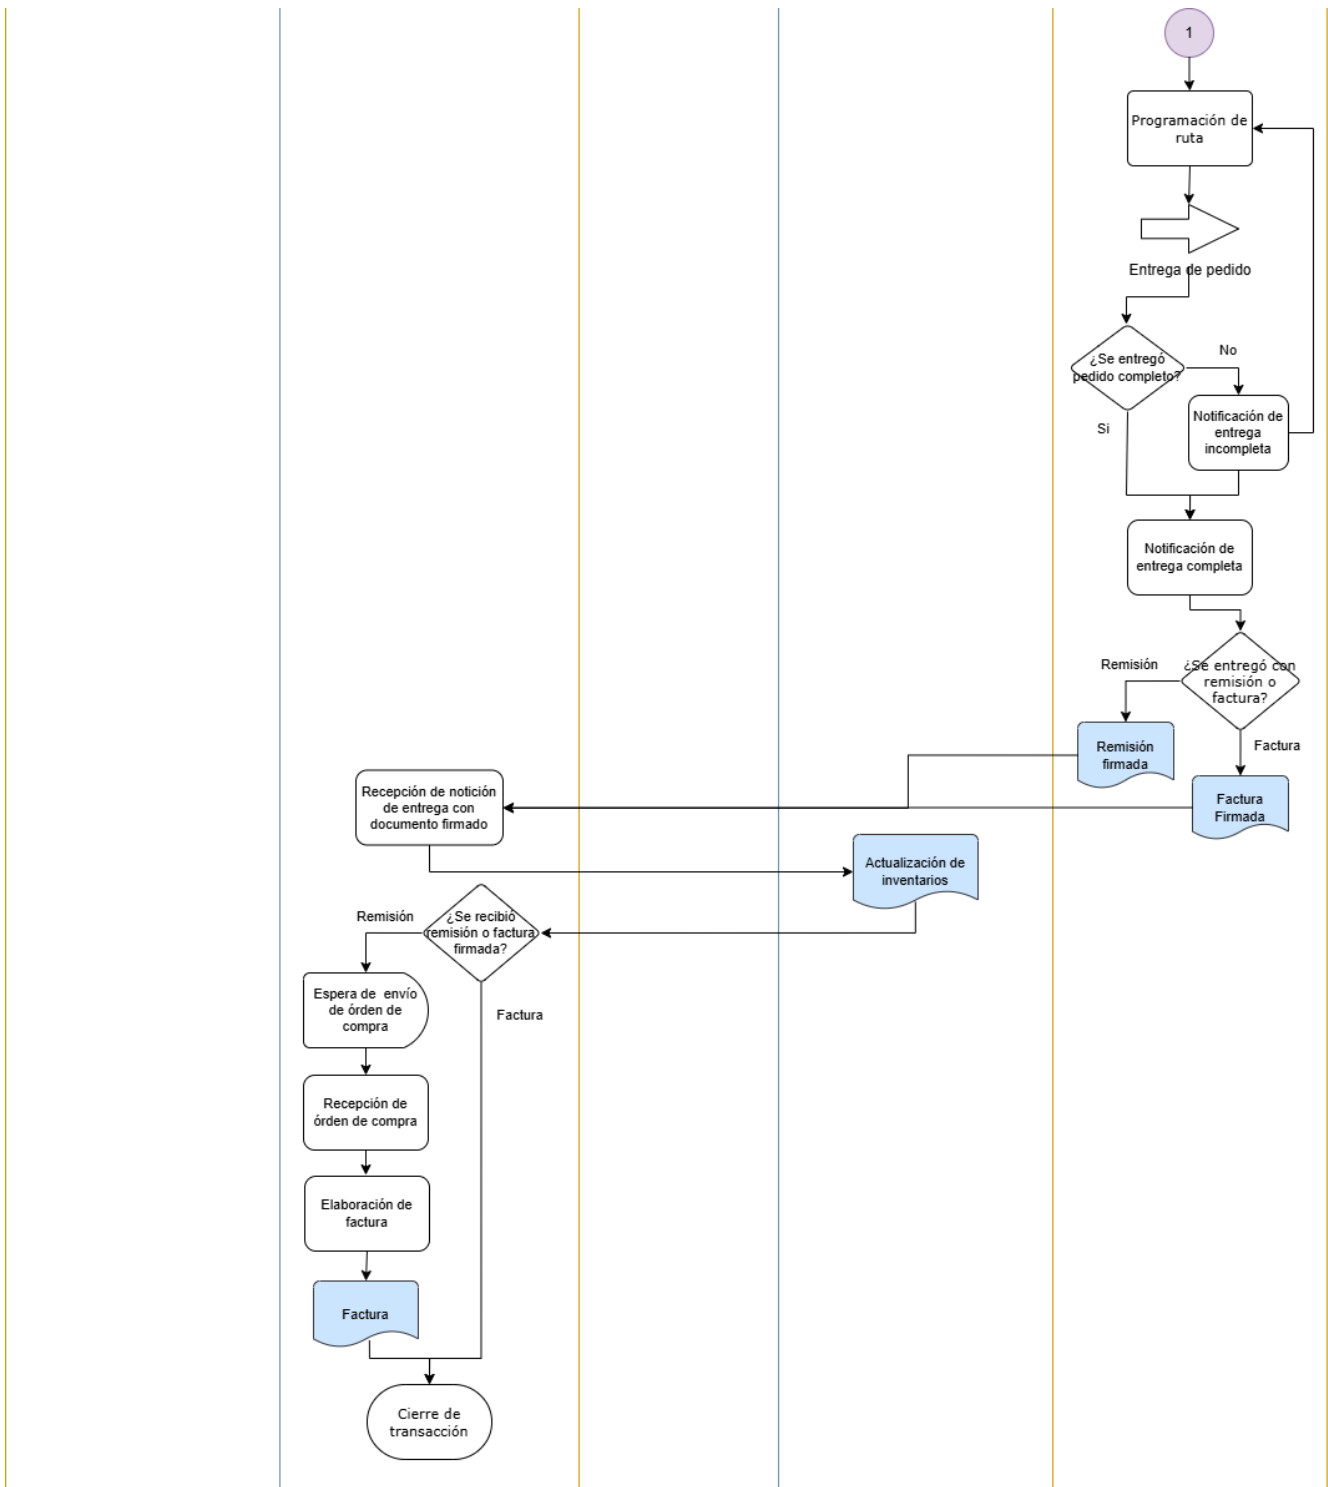 1
Programación de
ruta
Entrega de pedido
¿Se entregó
pedido completo?
No
Si
Notificación de
entrega
incompleta
Notificación de
entrega completa
¿Se entregó con
remisión o
factura?
Remisión
Factura
Remisión
firmada
Factura
Firmada
Recepción de notición
de entrega con
documento firmado
Actualización de
inventarios
¿Se recibió
remisión o factura
firmada?
Remisión
Factura
Espera de envío
de órden de
compra
Recepción de
órden de compra
Elaboración de
factura
Factura
Cierre de
transacción